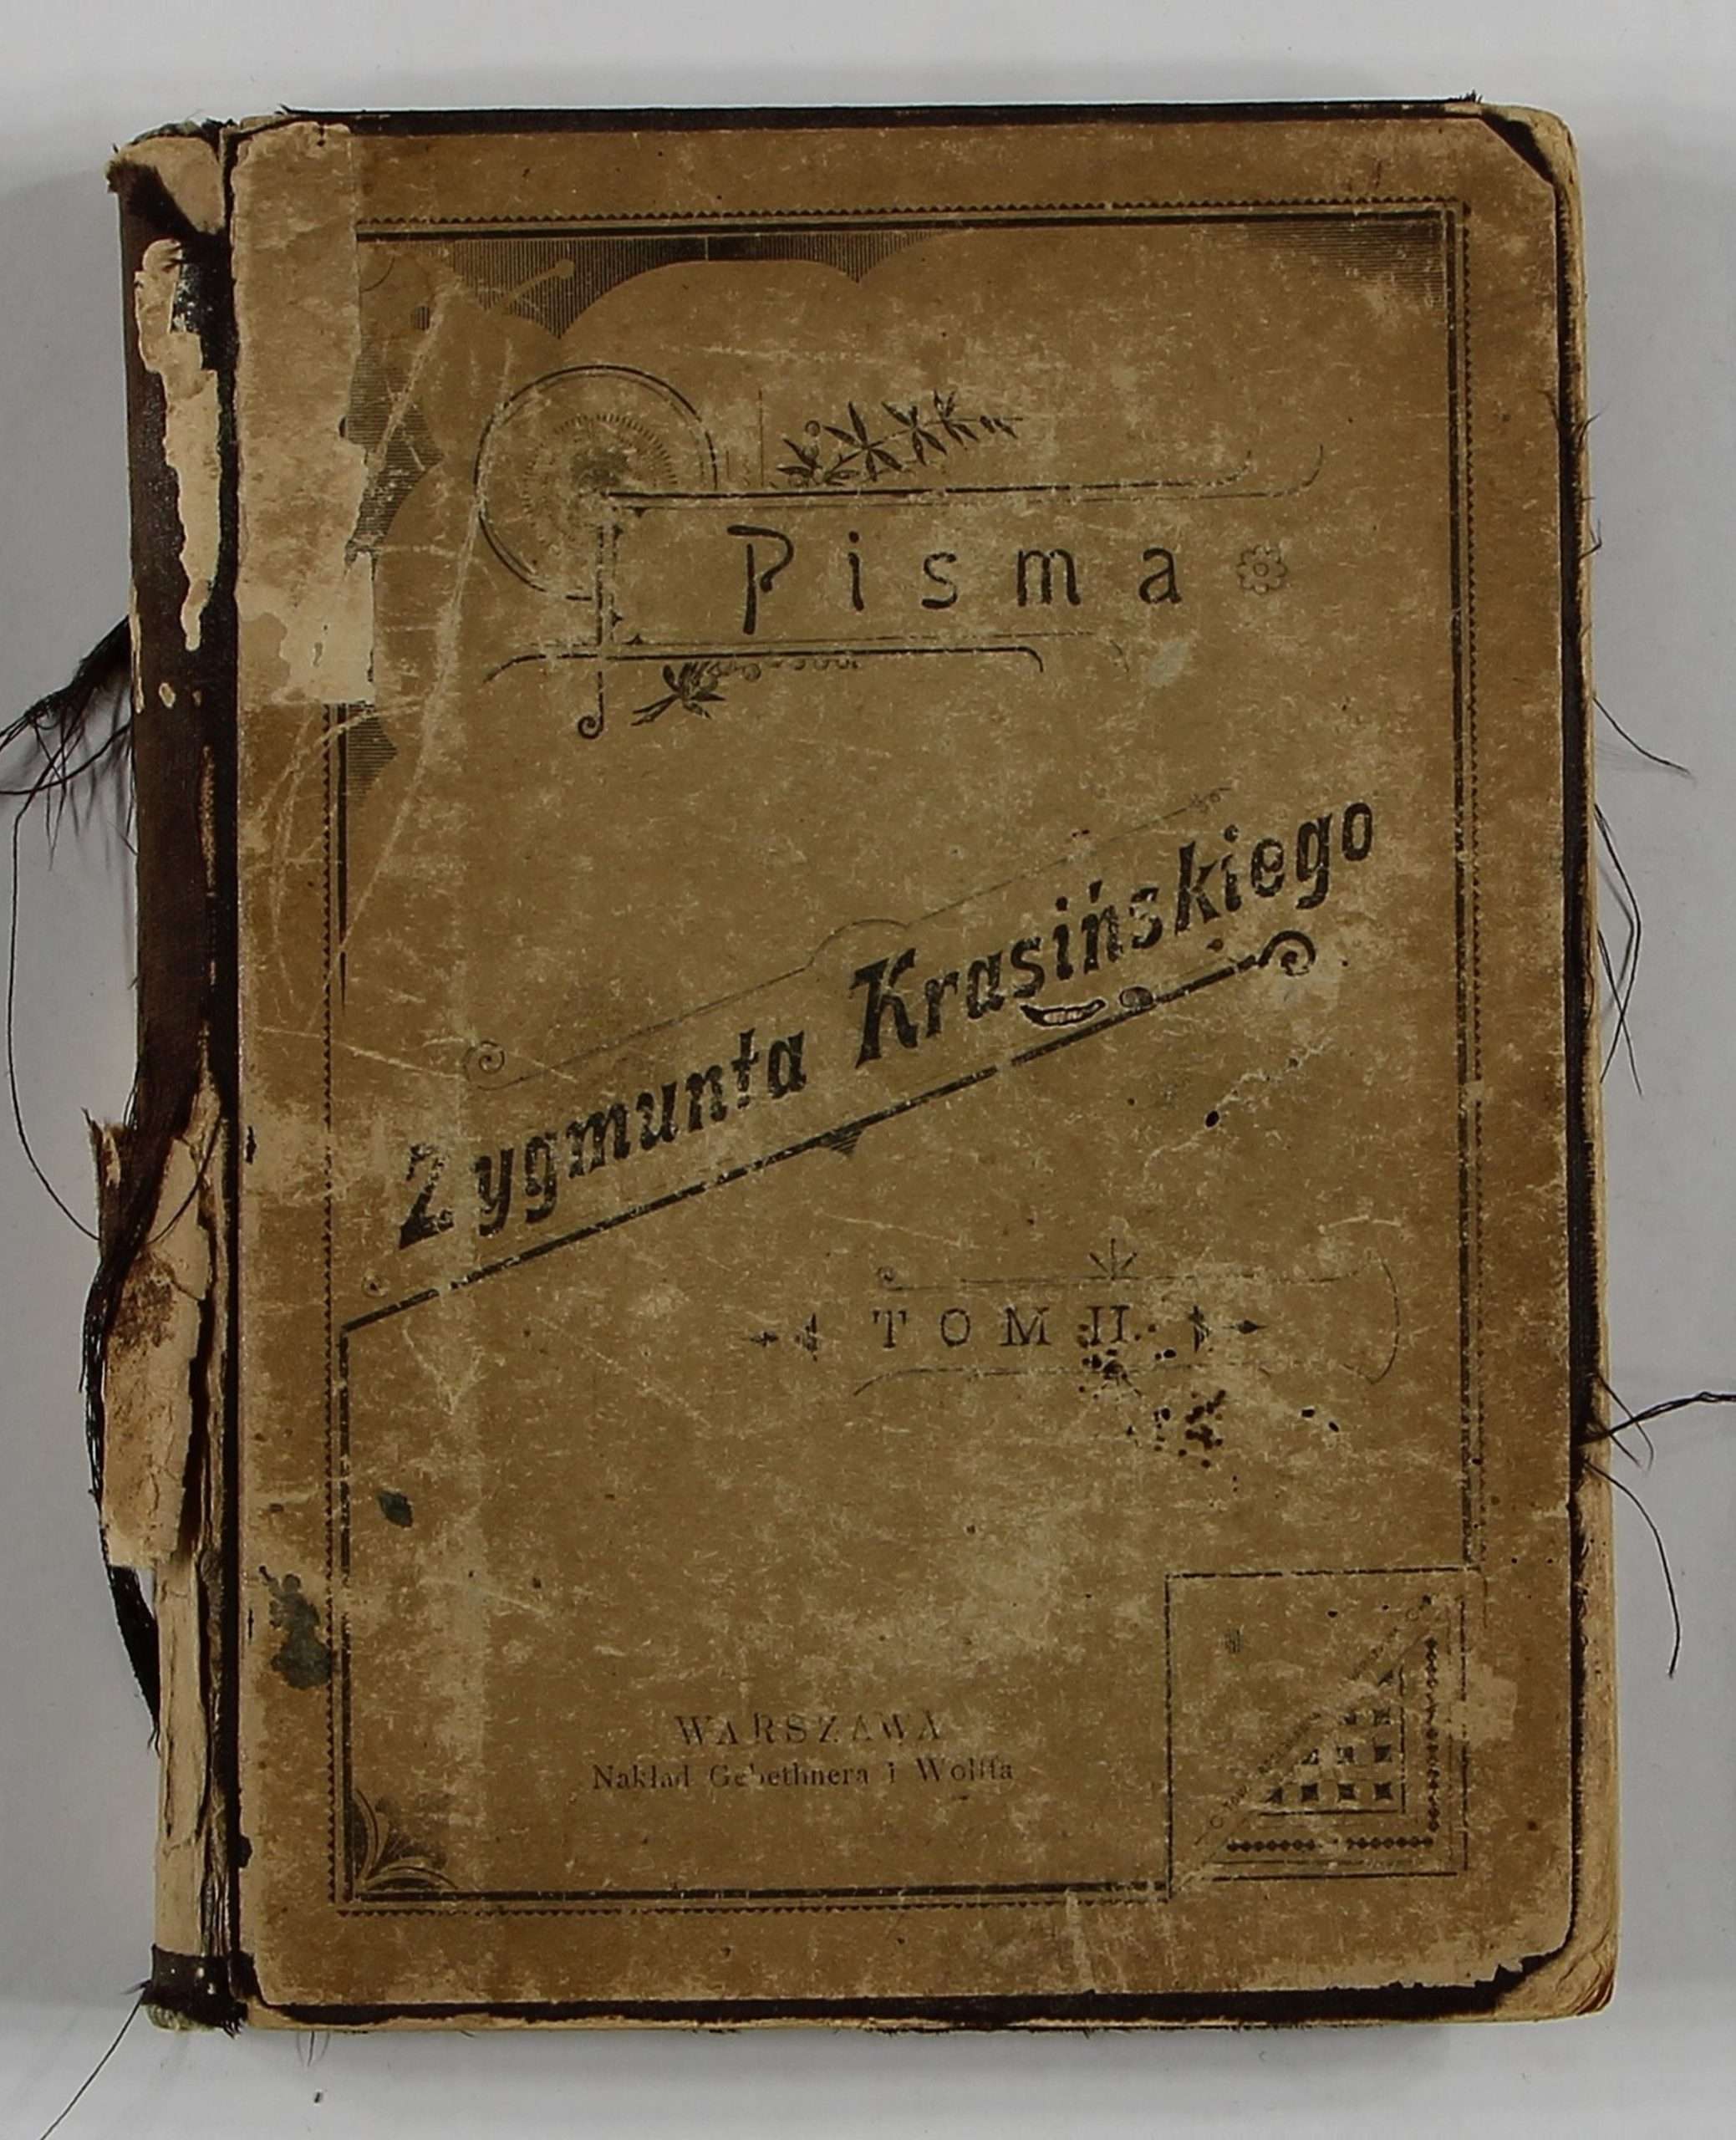 Pisma
Zygmunta Krasińskiego
TOM II.
WARSZAWA
Nakład Gebethnera i Wolffa